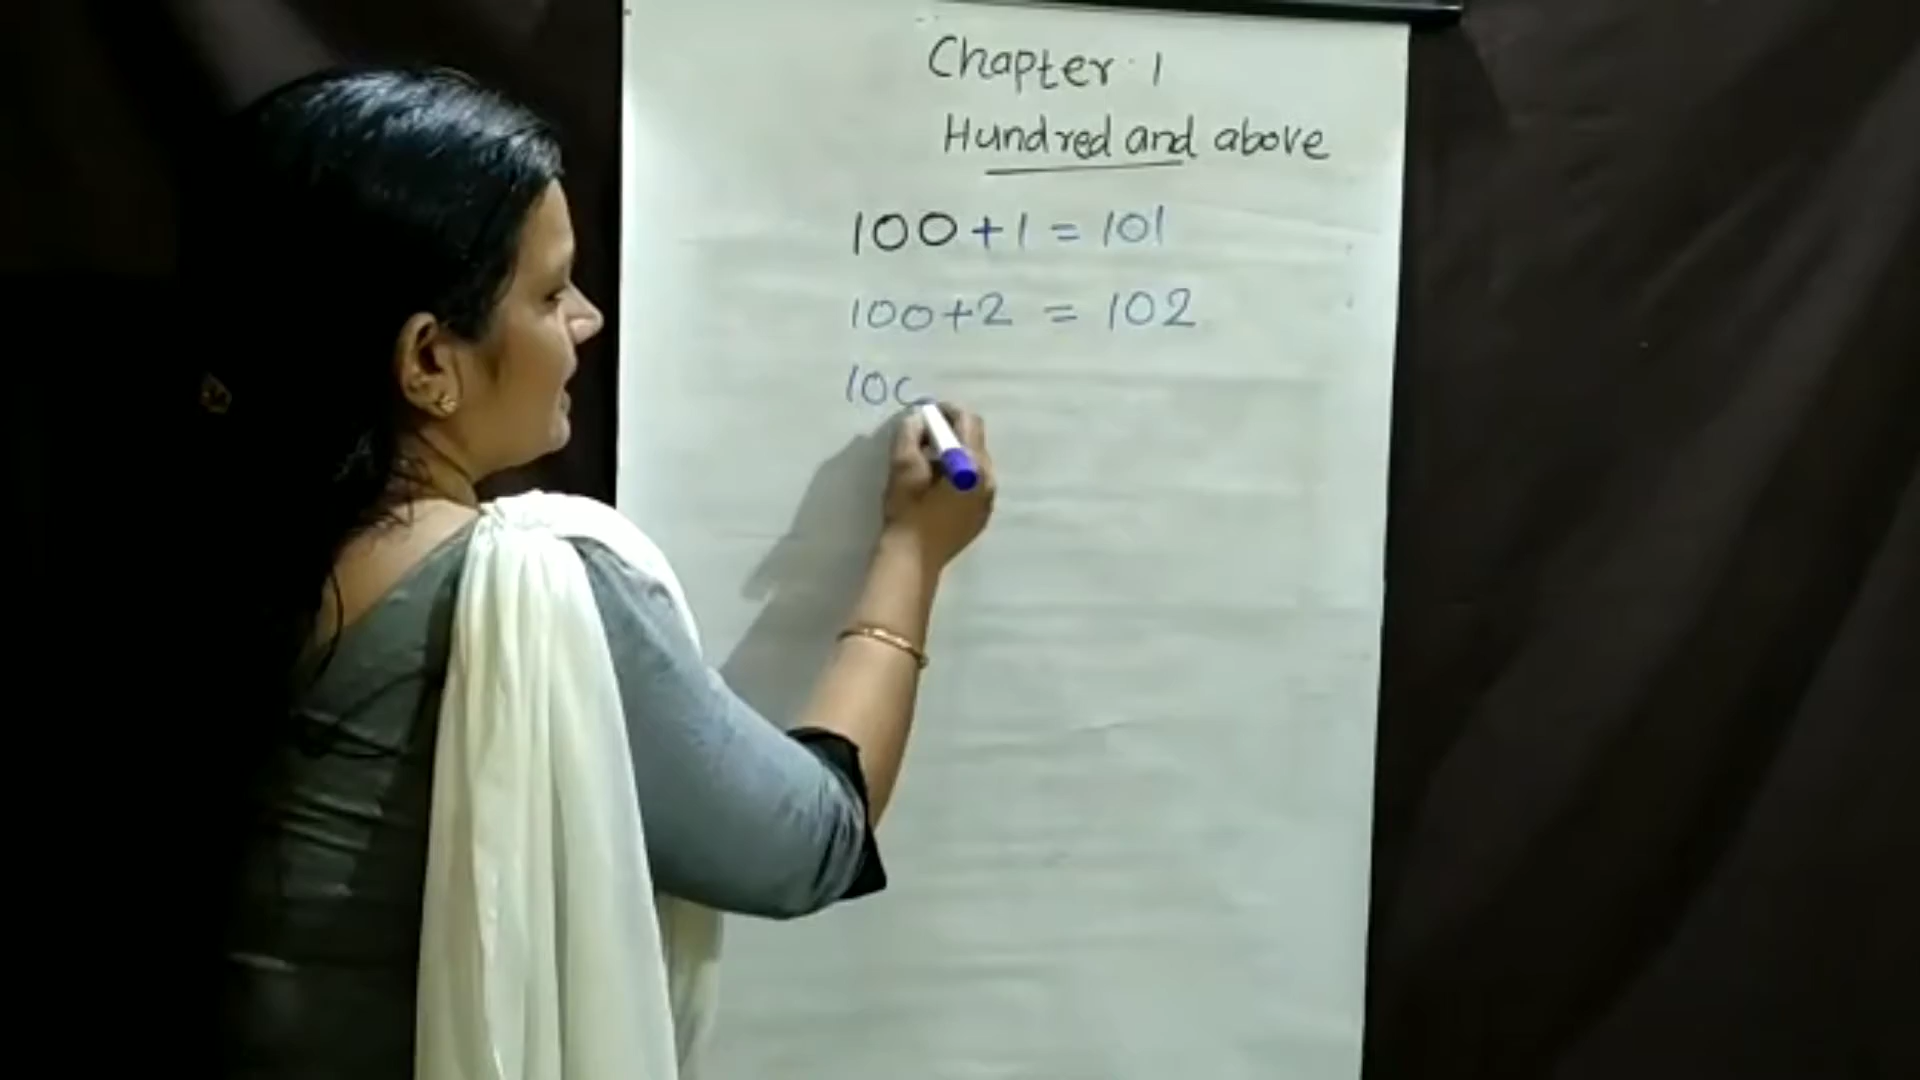 Chapter 1
Hundred and above
100+1=101
100+2 = 102
10